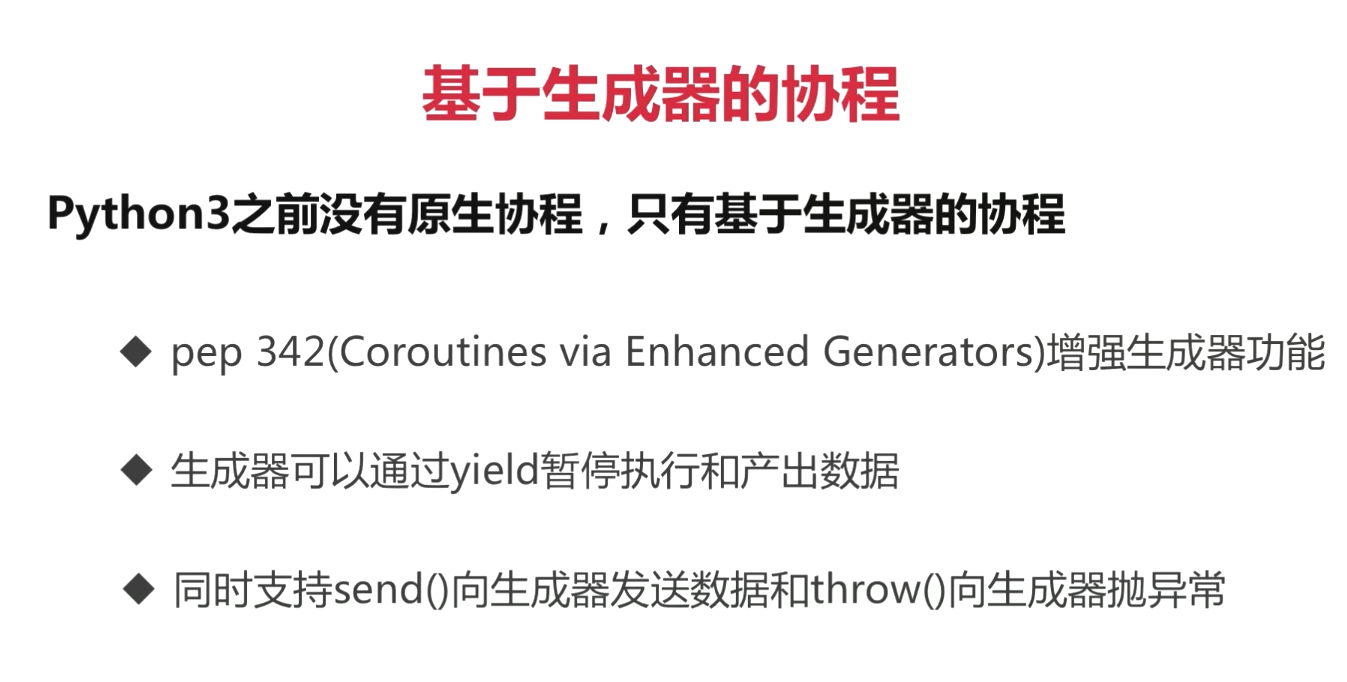 基于生成器的协程
Python3之前没有原生协程，只有基于生成器的协程
◆ pep 342(Coroutines via Enhanced Generators)增强生成器功能
◆ 生成器可以通过yield暂停执行和产出数据
◆ 同时支持send()向生成器发送数据和throw()向生成器抛异常